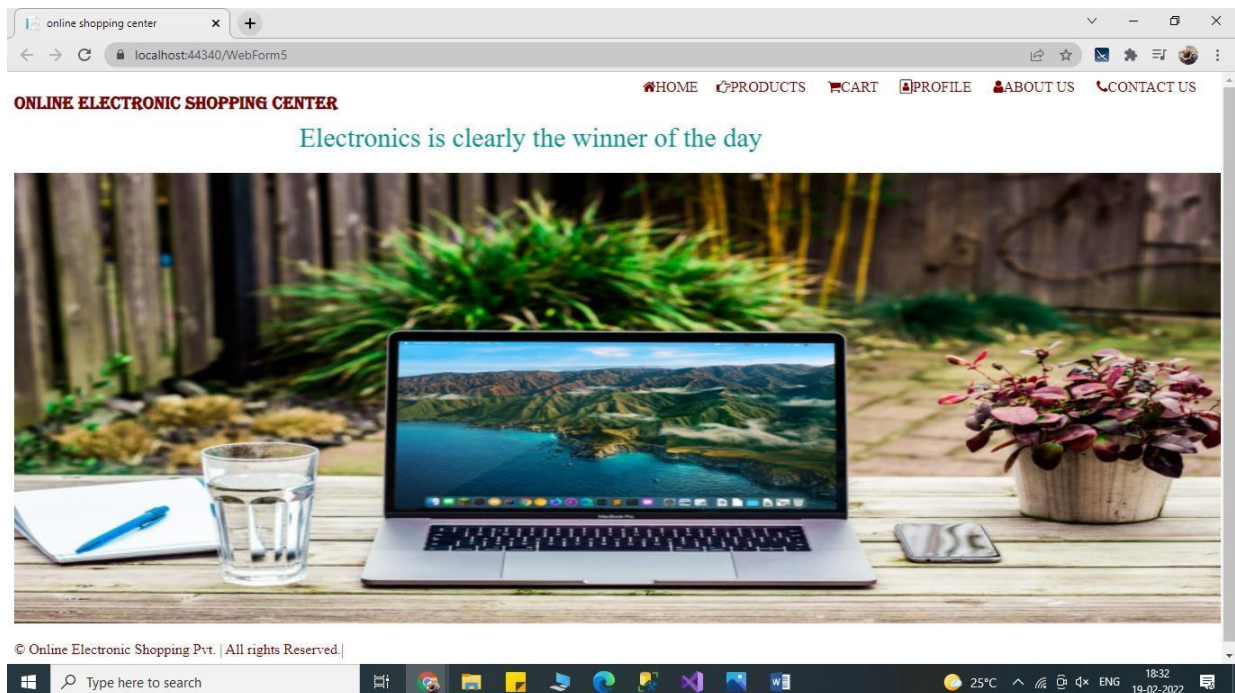 online shopping center
localhost:44340/WebForm5
HOME PRODUCTS CART PROFILE ABOUT US CONTACT US
ONLINE ELECTRONIC SHOPPING CENTER
Electronics is clearly the winner of the day
MacBook Pro
© Online Electronic Shopping Pvt. | All rights Reserved.|
Type here to search
25°C ENG
18:32
19-02-2022